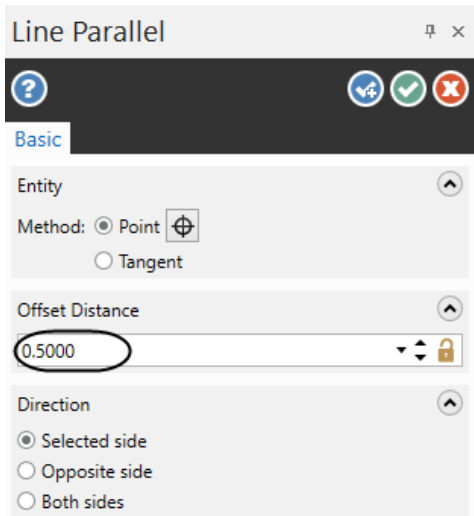 Line Parallel
Basic
Entity
Method: Point
Tangent
Offset Distance
0.5000
Direction
Selected side
Opposite side
Both sides